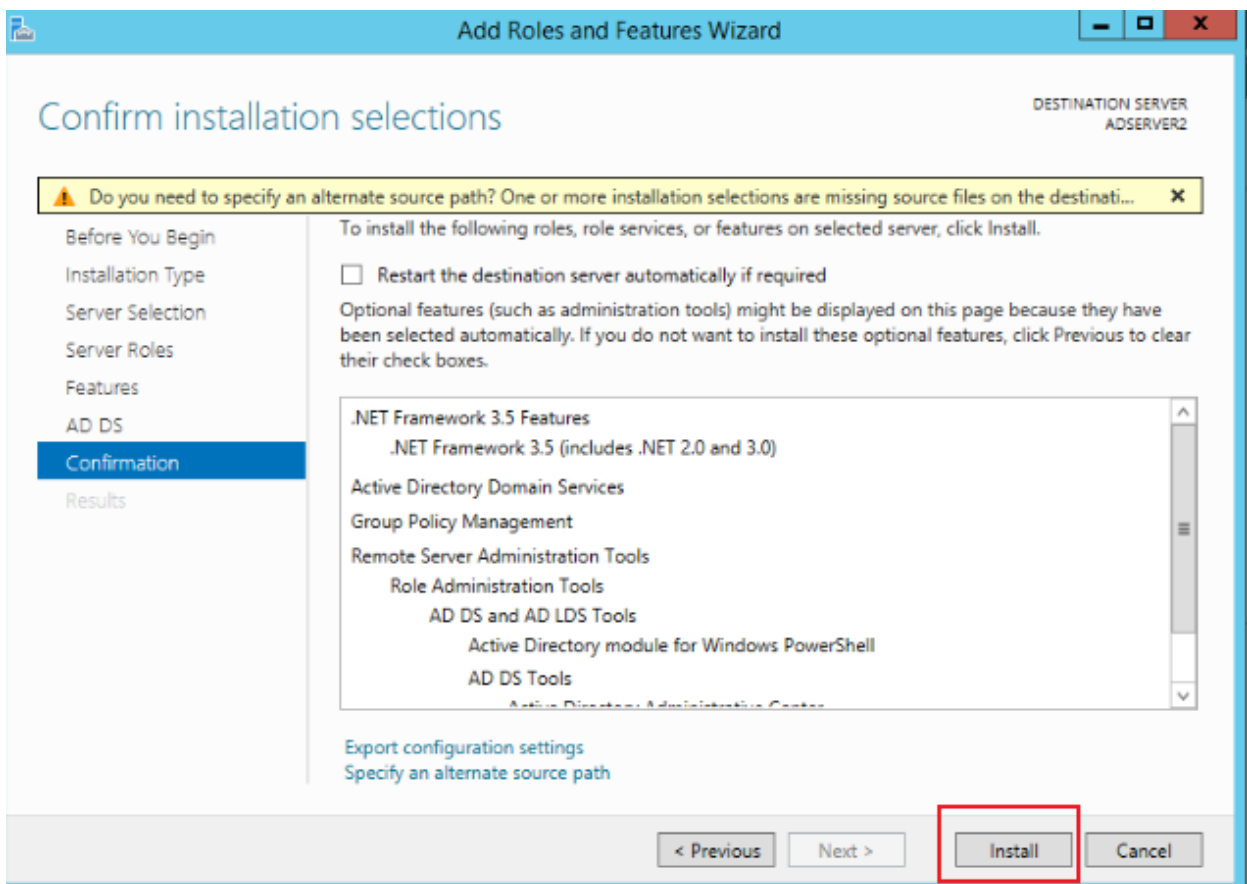 Add Roles and Features Wizard
Confirm installation selections
DESTINATION SERVER
ADSERVER2
Do you need to specify an alternate source path? One or more installation selections are missing source files on the destinati...
Before You Begin
Installation Type
Server Selection
Server Roles
Features
AD DS
Confirmation
Results
To install the following roles, role services, or features on selected server, click Install.
Restart the destination server automatically if required
Optional features (such as administration tools) might be displayed on this page because they have
been selected automatically. If you do not want to install these optional features, click Previous to clear
their check boxes.
.NET Framework 3.5 Features
.NET Framework 3.5 (includes .NET 2.0 and 3.0)
Active Directory Domain Services
Group Policy Management
Remote Server Administration Tools
Role Administration Tools
AD DS and AD LDS Tools
Active Directory module for Windows PowerShell
AD DS Tools
Active Directory Administrative Center
Export configuration settings
Specify an alternate source path
< Previous
Next >
Install
Cancel